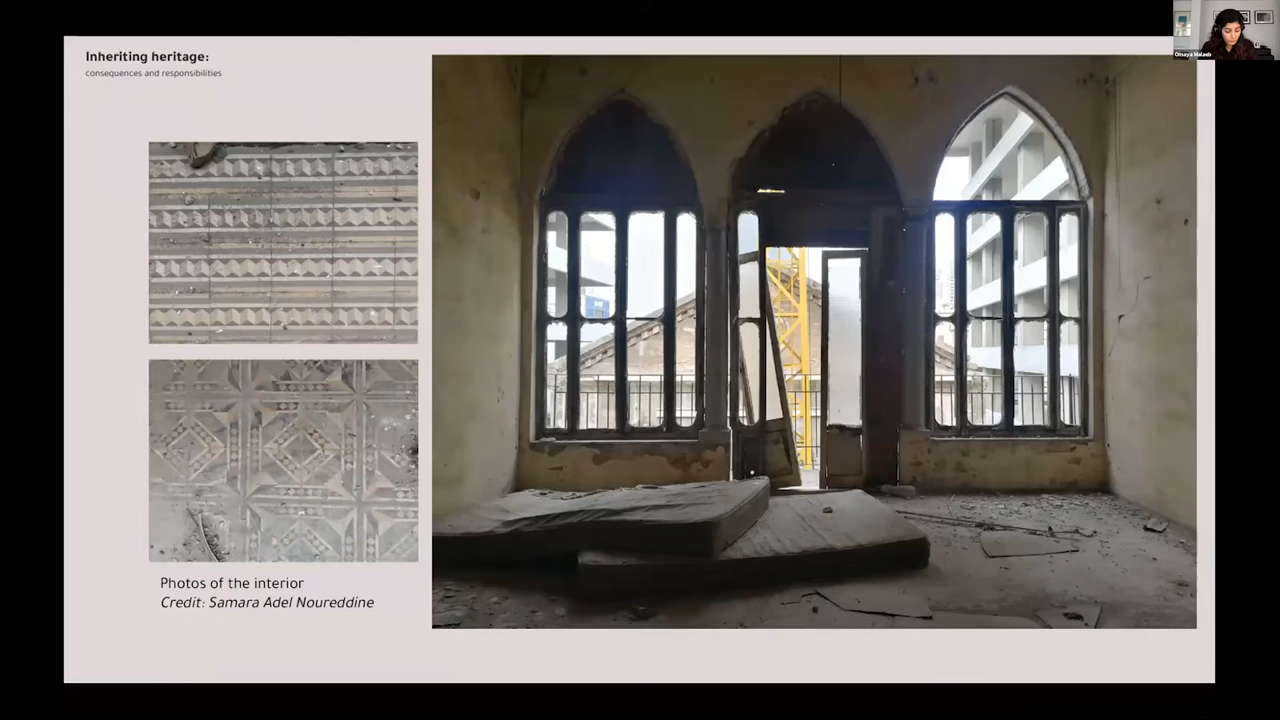 Inheriting heritage:
consequences and responsibilities
Photos of the interior
Credit: Samara Adel Noureddine